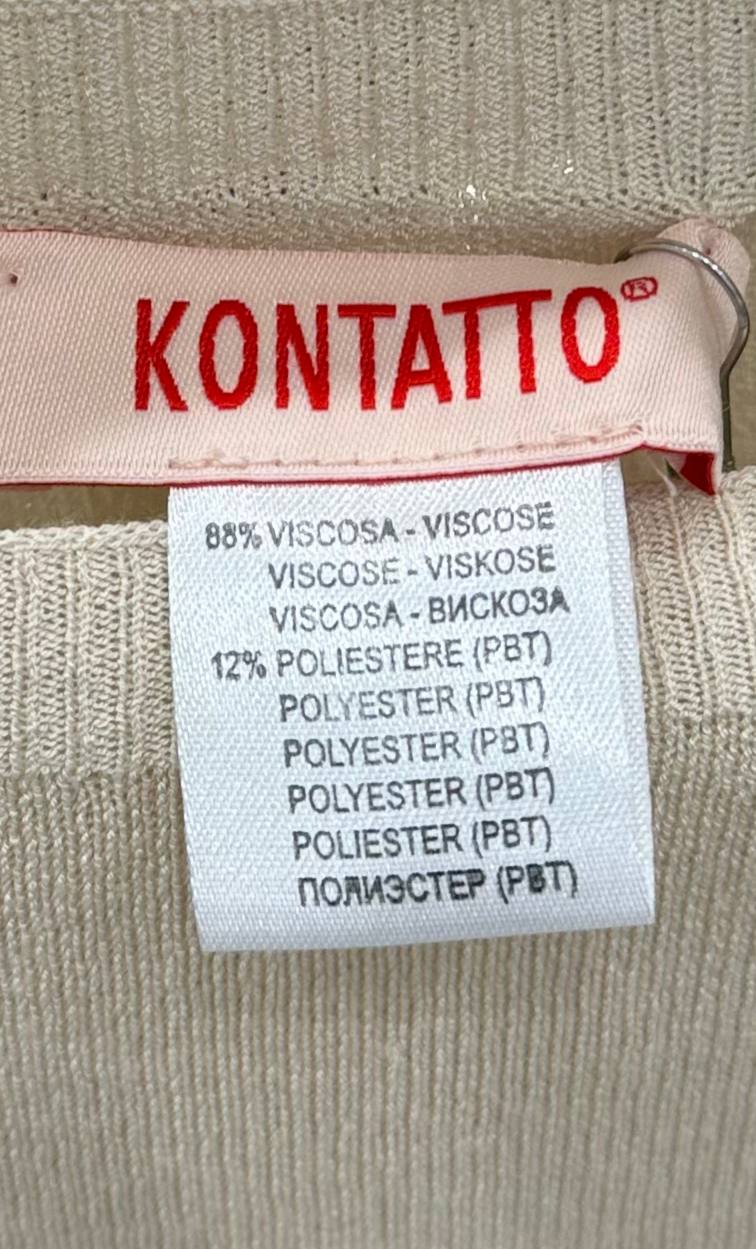 KONTATTO®
88% VISCOSA - VISCOSE
VISCOSE - VISKOSE
VISCOSA - ВИСКОЗА
12% POLIESTERE (PBT)
POLYESTER (PBT)
POLYESTER (PBT)
POLYESTER (PBT)
POLIESTER (PBT)
ПОЛИЭСТЕР (PBT)